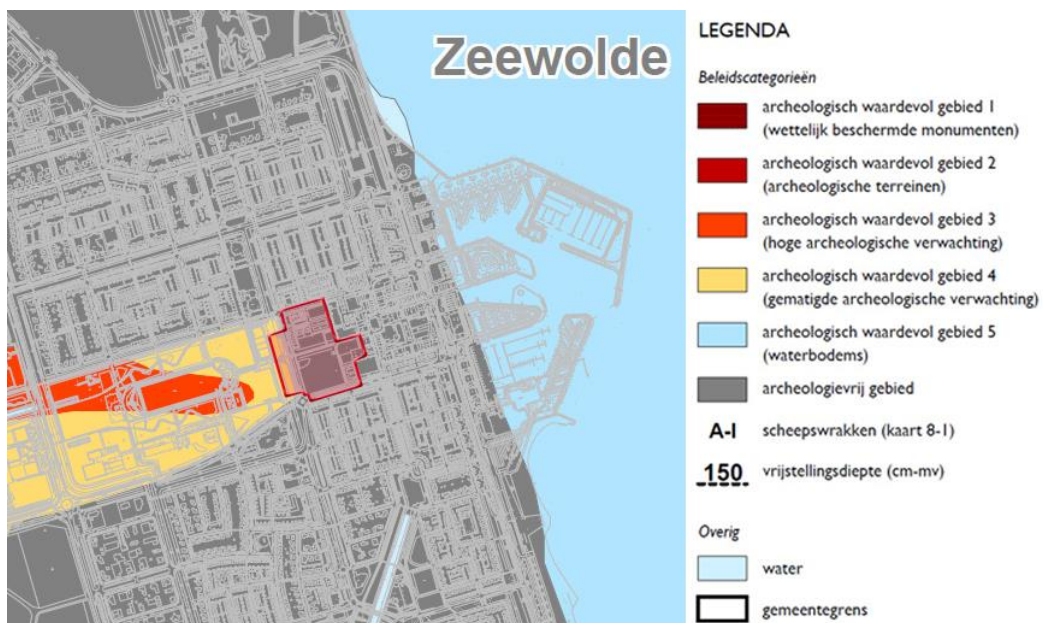 Zeewolde
LEGENDA
Beleidscategorieën
archeologisch waardevol gebied 1
(wettelijk beschermde monumenten)
archeologisch waardevol gebied 2
(archeologische terreinen)
archeologisch waardevol gebied 3
(hoge archeologische verwachting)
archeologisch waardevol gebied 4
(gematigde archeologische verwachting)
archeologisch waardevol gebied 5
(waterbodems)
archeologievrij gebied
A-I scheepswrakken (kaart 8-1)
150 vrijstellingsdiepte (cm-mv)
Overig
water
gemeentegrens